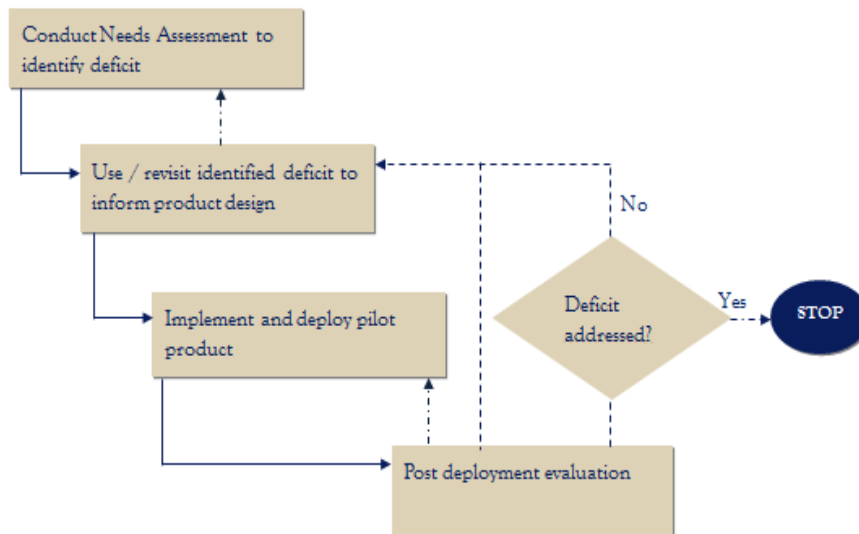 Conduct Needs Assessment to
identify deficit
Use / revisit identified deficit to
inform product design
No
Deficit
addressed?
Yes
STOP
Implement and deploy pilot
product
Post deployment evaluation